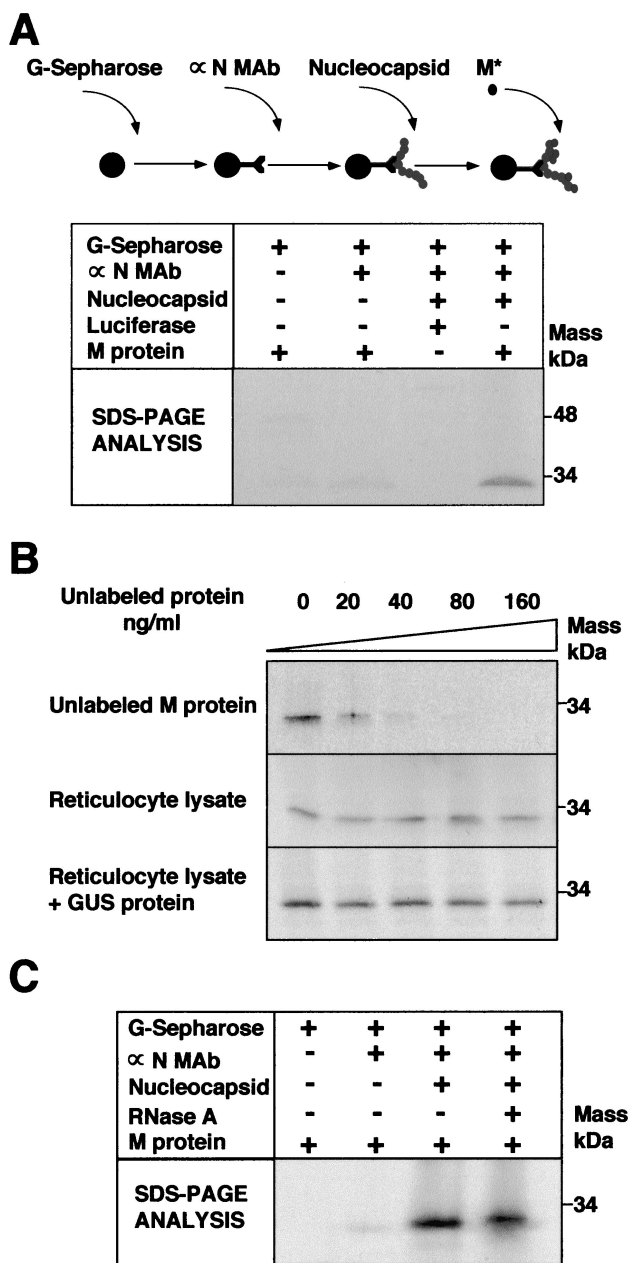 A
G-Sepharose ∝ N MAb Nucleocapsid M*
G-Sepharose + + + +
∝ N MAb - + + +
Nucleocapsid - - + +
Luciferase - - + -
M protein + + - +
Mass
kDa
SDS-PAGE
ANALYSIS
48
34
B
Unlabeled protein
ng/ml
0 20 40 80 160
Mass
kDa
Unlabeled M protein
34
Reticulocyte lysate
34
Reticulocyte lysate
+ GUS protein
34
C
G-Sepharose + + + +
∝ N MAb - + + +
Nucleocapsid - - + +
RNase A - - - +
M protein + + + +
Mass
kDa
SDS-PAGE
ANALYSIS
34